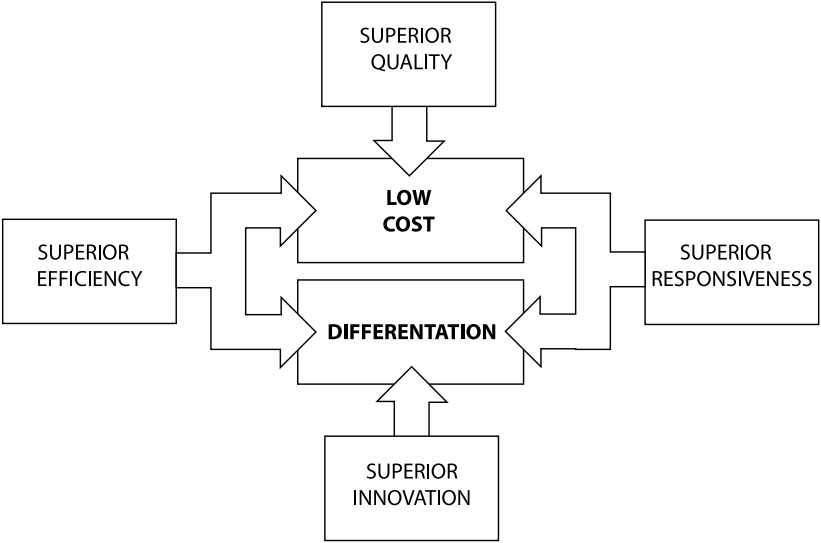 SUPERIOR
QUALITY
LOW
COST
SUPERIOR
EFFICIENCY
SUPERIOR
RESPONSIVENESS
DIFFERENTATION
SUPERIOR
INNOVATION